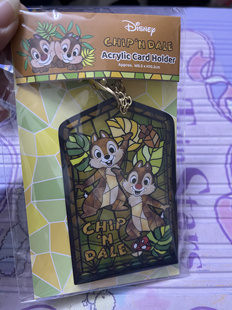 Disney
CHIP 'N DALE
Acrylic Card Holder
CHIP
'N
DALE